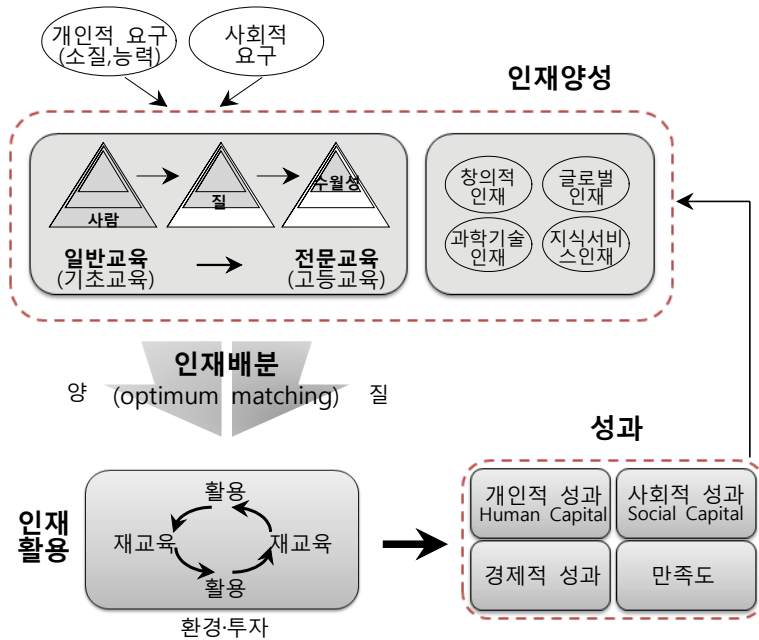 개인적 요구
(소질,능력)
사회적
요구
인재양성
사람
질
수월성
일반교육
(기초교육)
전문교육
(고등교육)
창의적
인재
글로벌
인재
과학기술
인재
지식서비
스인재
인재배분
양 (optimum matching) 질
성과
인재
활용
활용
재교육
재교육
활용
환경·투자
개인적 성과
Human Capital
사회적 성과
Social Capital
경제적 성과
만족도